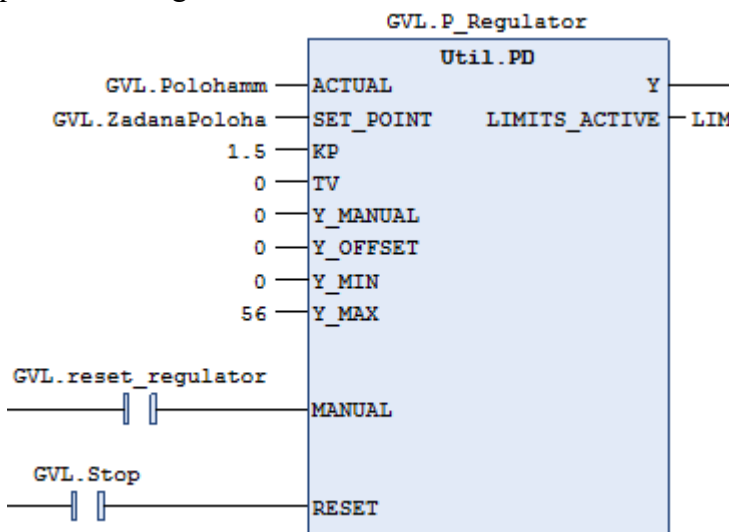 GVL.P_Regulator
Util.PD
GVL.Polohamm ACTUAL Y
GVL.ZadanaPoloha SET_POINT LIMITS_ACTIVE LIM
1.5 KP
0 TV
0 Y_MANUAL
0 Y_OFFSET
0 Y_MIN
56 Y_MAX
GVL.reset_regulator
MANUAL
GVL.Stop
RESET